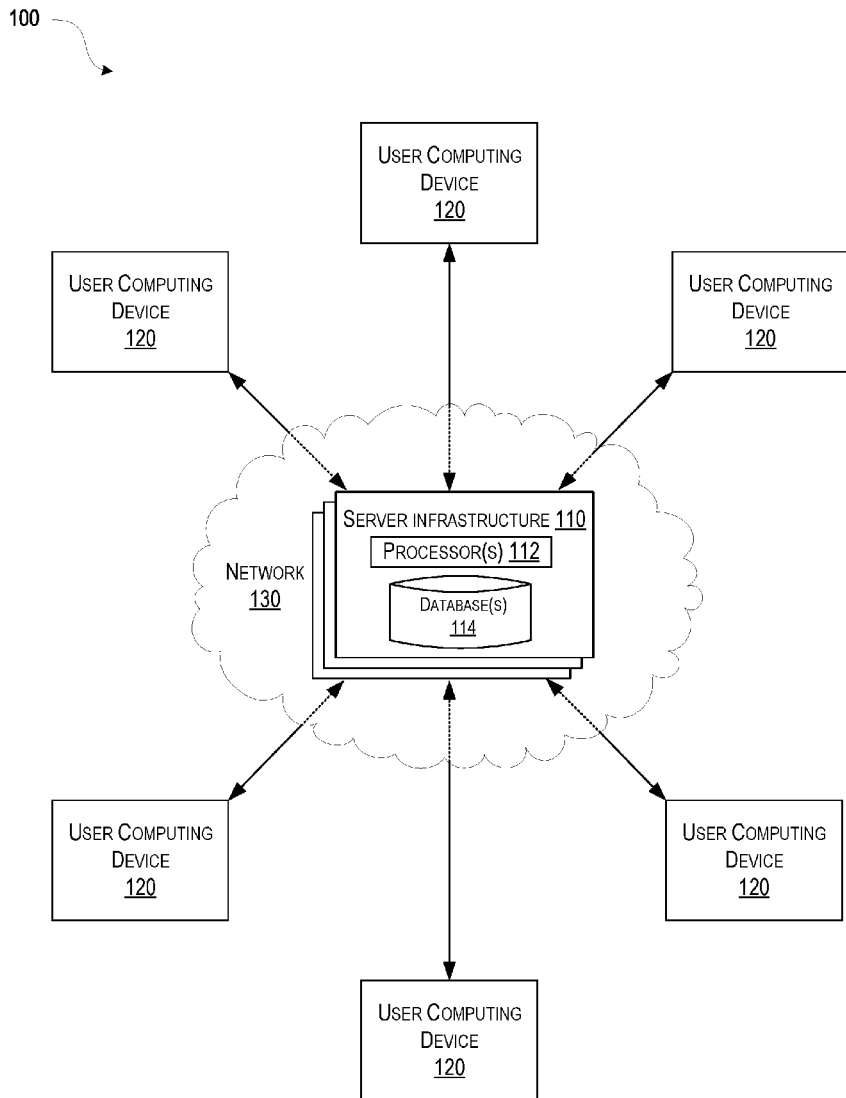 100
USER COMPUTING
DEVICE
120
USER COMPUTING
DEVICE
120
USER COMPUTING
DEVICE
120
SERVER INFRASTRUCTURE 110
PROCESSOR(S) 112
NETWORK
130
DATABASE(S)
114
USER COMPUTING
DEVICE
120
USER COMPUTING
DEVICE
120
USER COMPUTING
DEVICE
120